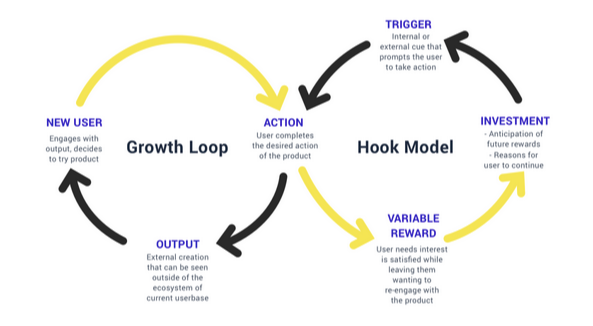 TRIGGER
Internal or
external cue that
prompts the user
to take action
NEW USER
Engages with
output, decides
to try product
Growth Loop
ACTION
User completes
the desired action
of the product
Hook Model
INVESTMENT
- Anticipation of
future rewards
- Reasons for
user to continue
OUTPUT
External creation
that can be seen
outside of the
ecosystem of
current userbase
VARIABLE
REWARD
User needs interest
is satisfied while
leaving them
wanting to
re-engage with
the product